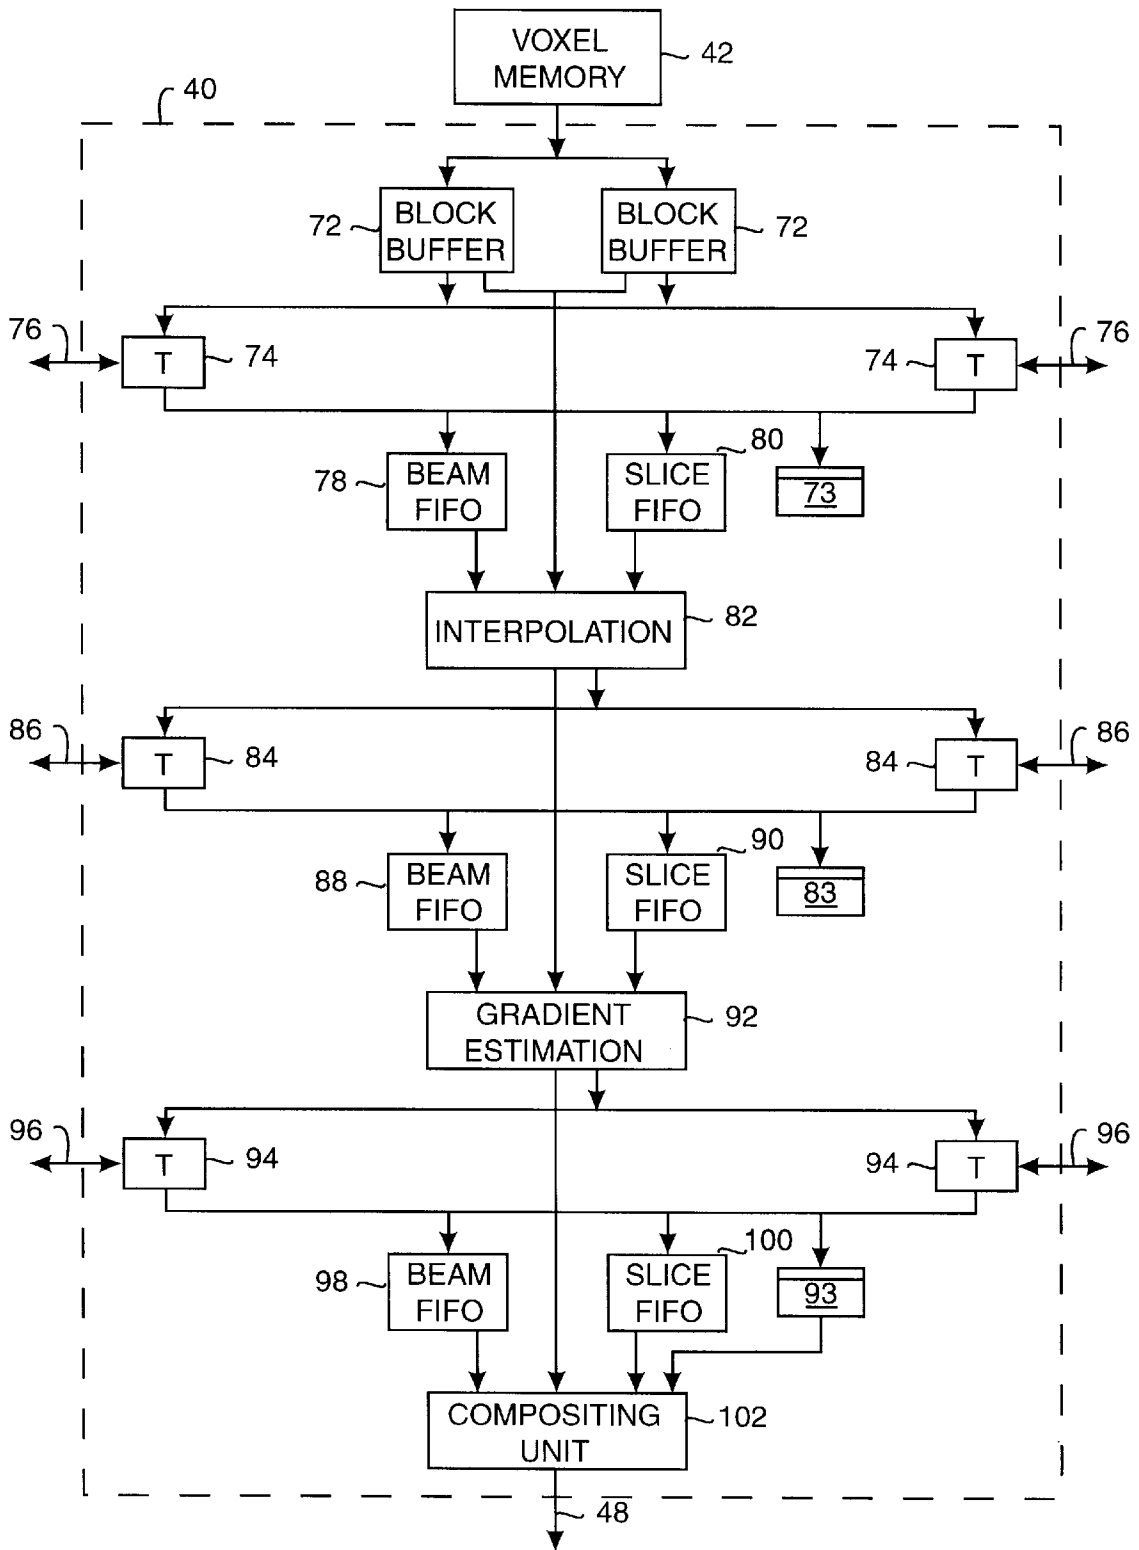 VOXEL
MEMORY
42
40
72
BLOCK
BUFFER
BLOCK
BUFFER
72
76
T
74
74
T
76
78
BEAM
FIFO
SLICE
FIFO
80
73
INTERPOLATION
82
86
T
84
84
T
86
88
BEAM
FIFO
SLICE
FIFO
90
83
GRADIENT
ESTIMATION
92
96
T
94
94
T
96
98
BEAM
FIFO
SLICE
FIFO
100
93
COMPOSITING
UNIT
102
48